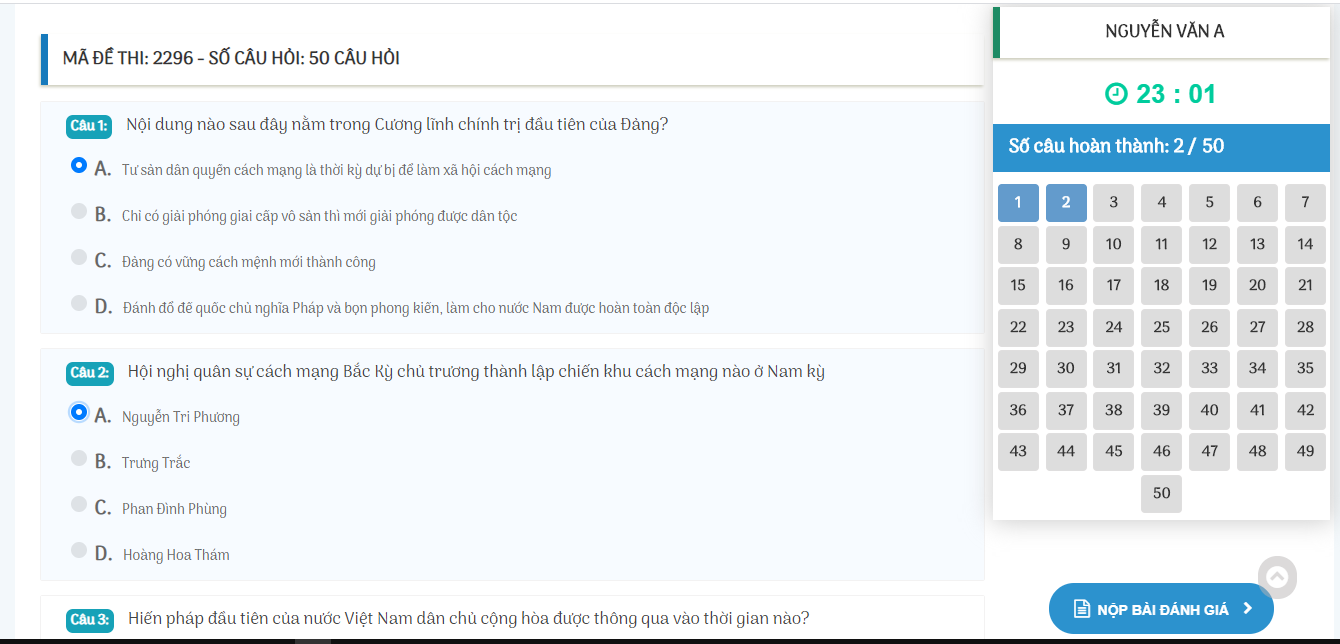 MÃ ĐỀ THI: 2296 - SỐ CÂU HỎI: 50 CÂU HỎI
Câu 1: Nội dung nào sau đây nằm trong Cương lĩnh chính trị đầu tiên của Đảng?
A. Tư sản dân quyền cách mạng là thời kỳ dự bị để làm xã hội cách mạng
B. Chỉ có giải phóng giai cấp vô sản thì mới giải phóng được dân tộc
C. Đảng có vững cách mệnh mới thành công
D. Đánh đổ đế quốc chủ nghĩa Pháp và bọn phong kiến, làm cho nước Nam được hoàn toàn độc lập
Câu 2: Hội nghị quân sự cách mạng Bắc Kỳ chủ trương thành lập chiến khu cách mạng nào ở Nam kỳ
A. Nguyễn Tri Phương
B. Trưng Trắc
C. Phan Đình Phùng
D. Hoàng Hoa Thám
Câu 3: Hiến pháp đầu tiên của nước Việt Nam dân chủ cộng hòa được thông qua vào thời gian nào?
NGUYỄN VĂN A
23 : 01
Số câu hoàn thành: 2 / 50
1 2 3 4 5 6 7
8 9 10 11 12 13 14
15 16 17 18 19 20 21
22 23 24 25 26 27 28
29 30 31 32 33 34 35
36 37 38 39 40 41 42
43 44 45 46 47 48 49
50
NỘP BÀI ĐÁNH GIÁ